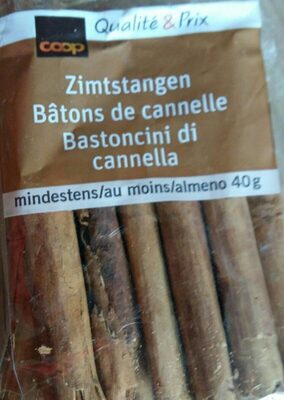 coop Qualité & Prix
Zimtstangen
Bâtons de cannelle
Bastoncini di
cannella
mindestens/au moins/almeno 40g